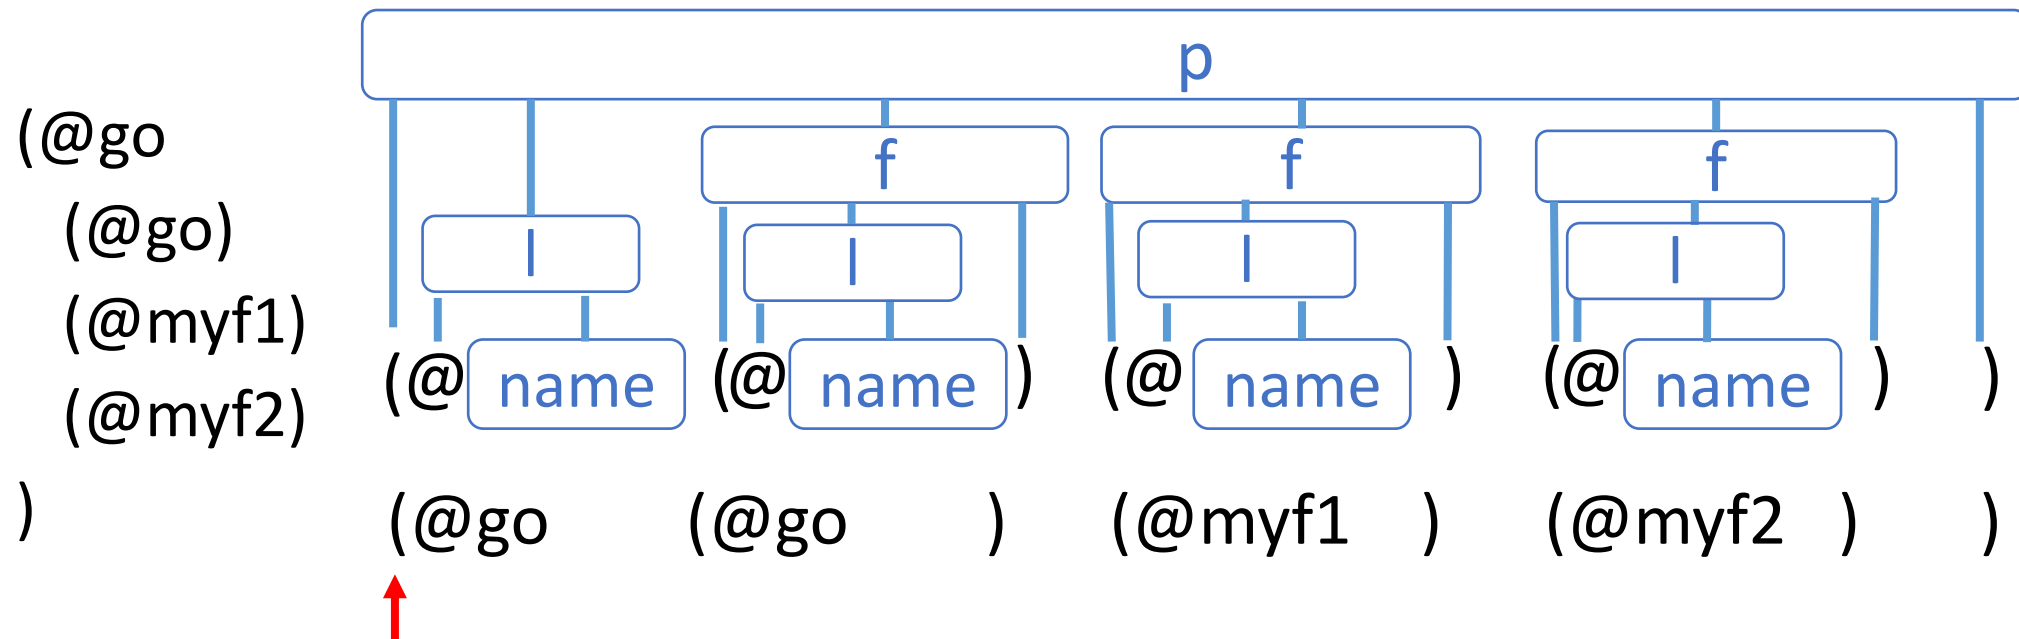 (@go
(@go)
(@myf1)
(@myf2)
)
p
f f f
l l l l
(@ name (@ name ) (@ name ) (@ name ) )
(@go (@go ) (@myf1 ) (@myf2 ) )